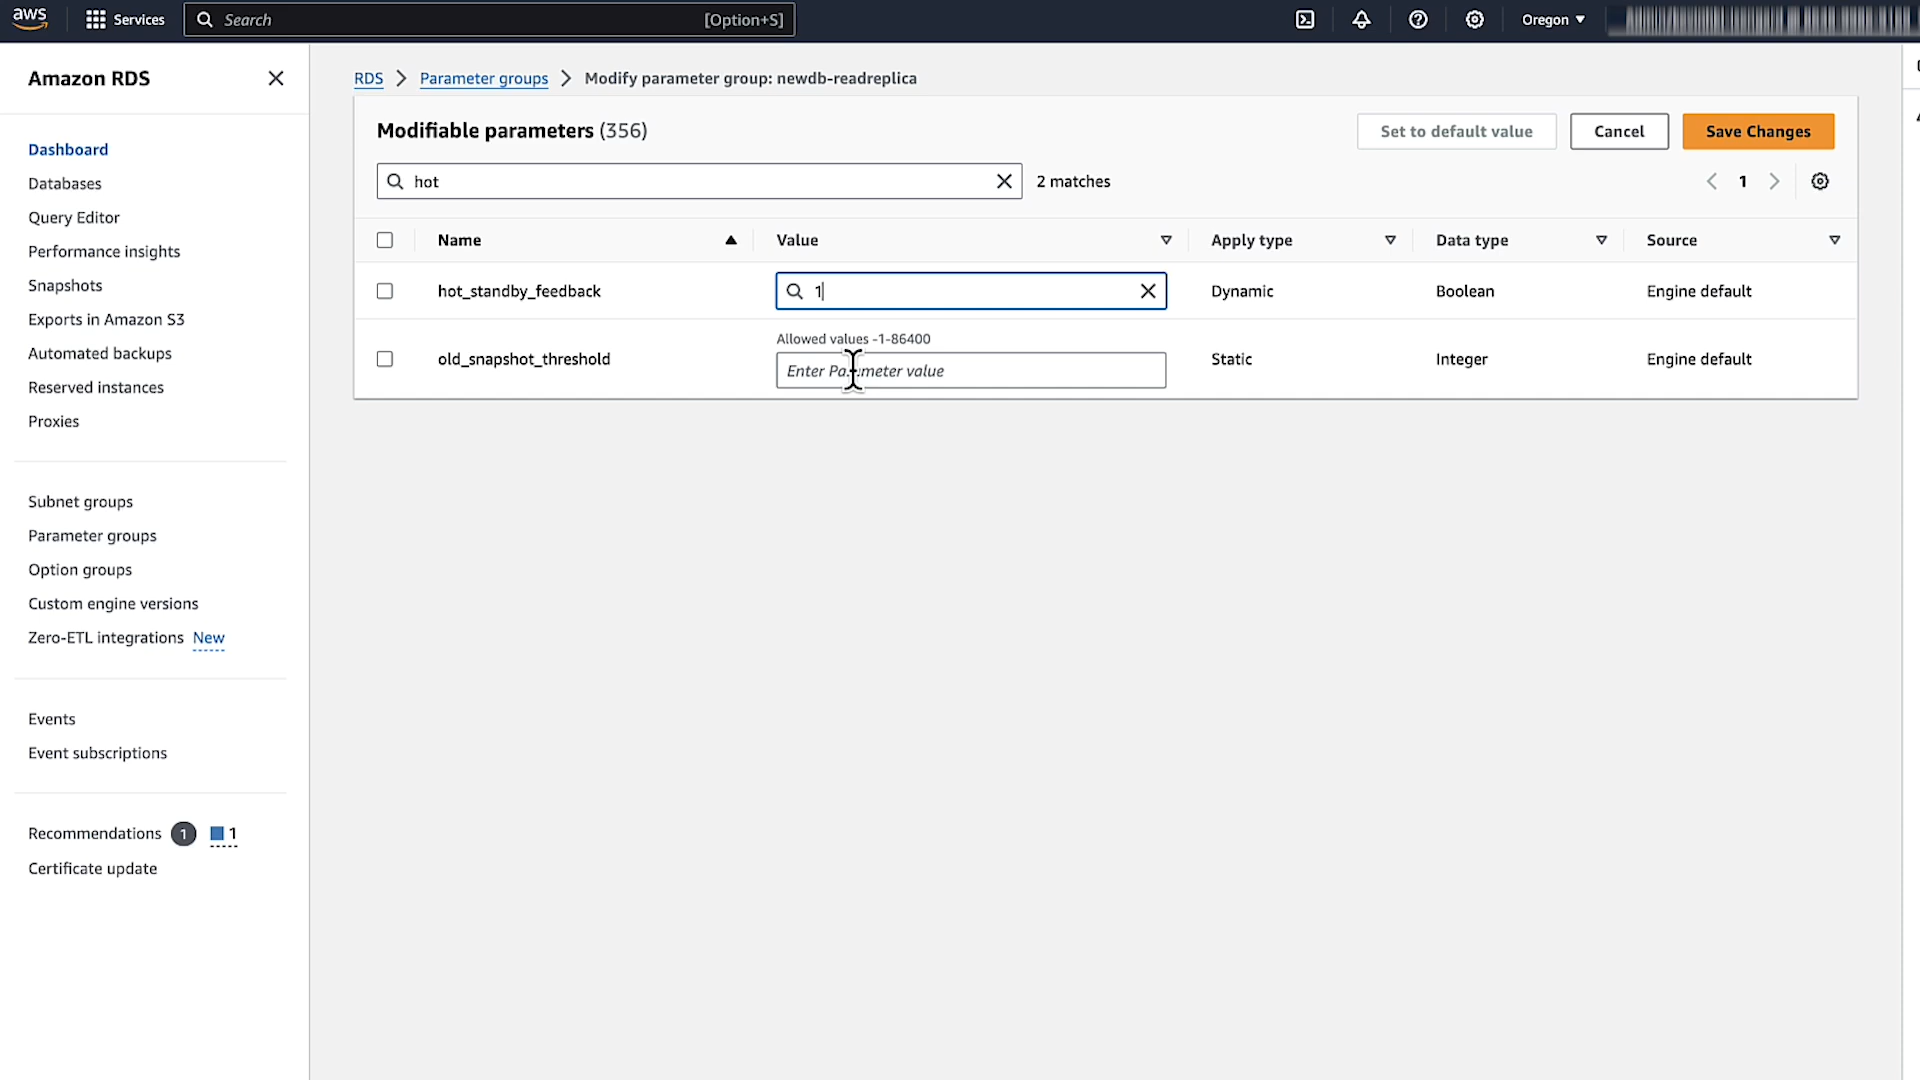 aws Services Search [Option+S] Oregon
Amazon RDS
RDS > Parameter groups > Modify parameter group: newdb-readreplica
Modifiable parameters (356)
Set to default value Cancel Save Changes
hot 2 matches 1
Name Value Apply type Data type Source
hot_standby_feedback 1 Dynamic Boolean Engine default
Allowed values -1-86400
old_snapshot_threshold Enter Parameter value Static Integer Engine default
Dashboard
Databases
Query Editor
Performance insights
Snapshots
Exports in Amazon S3
Automated backups
Reserved instances
Proxies
Subnet groups
Parameter groups
Option groups
Custom engine versions
Zero-ETL integrations New
Events
Event subscriptions
Recommendations 1 1
Certificate update